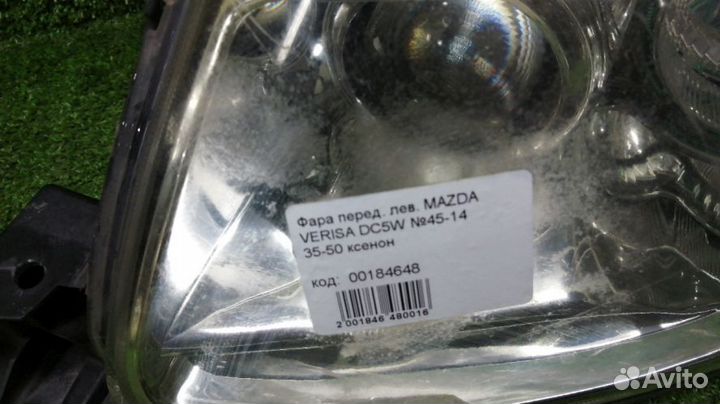 Фара перед. лев. MAZDA
VERISA DC5W №45-14
35-50 ксенон
код: 00184648
2 001846 480016
Avito